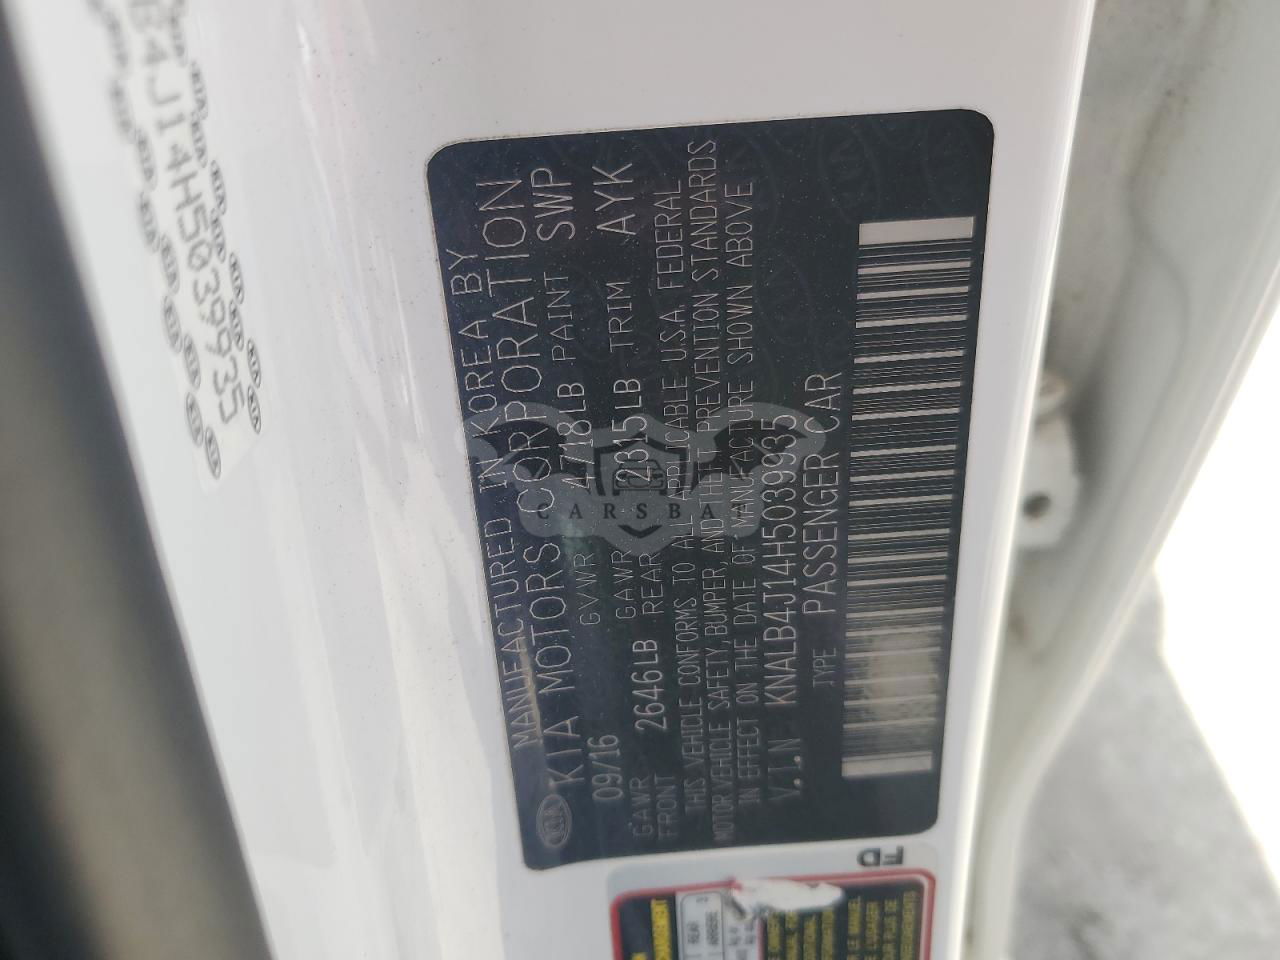 MANUFACTURED IN KOREA BY
KIA KIA MOTORS CORPORATION
09/16 GVWR 4718LB PAINT SWP
GAWR FRONT 2646LB GAWR REAR 2315LB TRIM AYK
THIS VEHICLE CONFORMS TO ALL APPLICABLE U.S.A. FEDERAL
MOTOR VEHICLE SAFETY, BUMPER, AND THEFT PREVENTION STANDARDS
IN EFFECT ON THE DATE OF MANUFACTURE SHOWN ABOVE
V.I.N KNALB4J14H5039935
TYPE PASSENGER CAR
B4J14H5039935
CARSBAT
FD